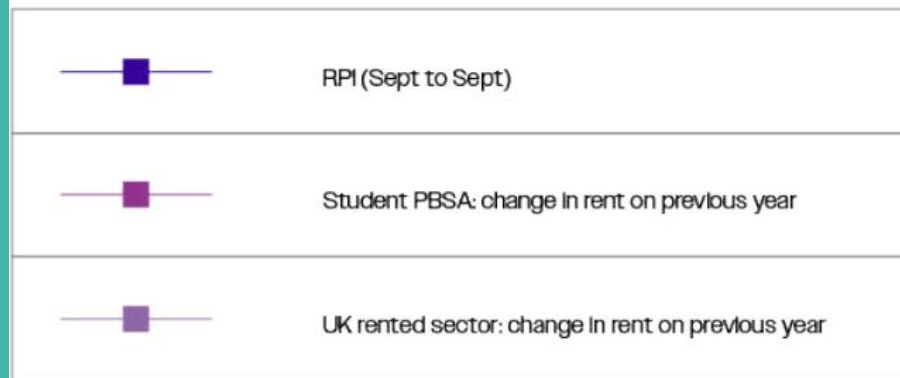 RPI (Sept to Sept)
Student PBSA: change in rent on previous year
UK rented sector: change in rent on previous year